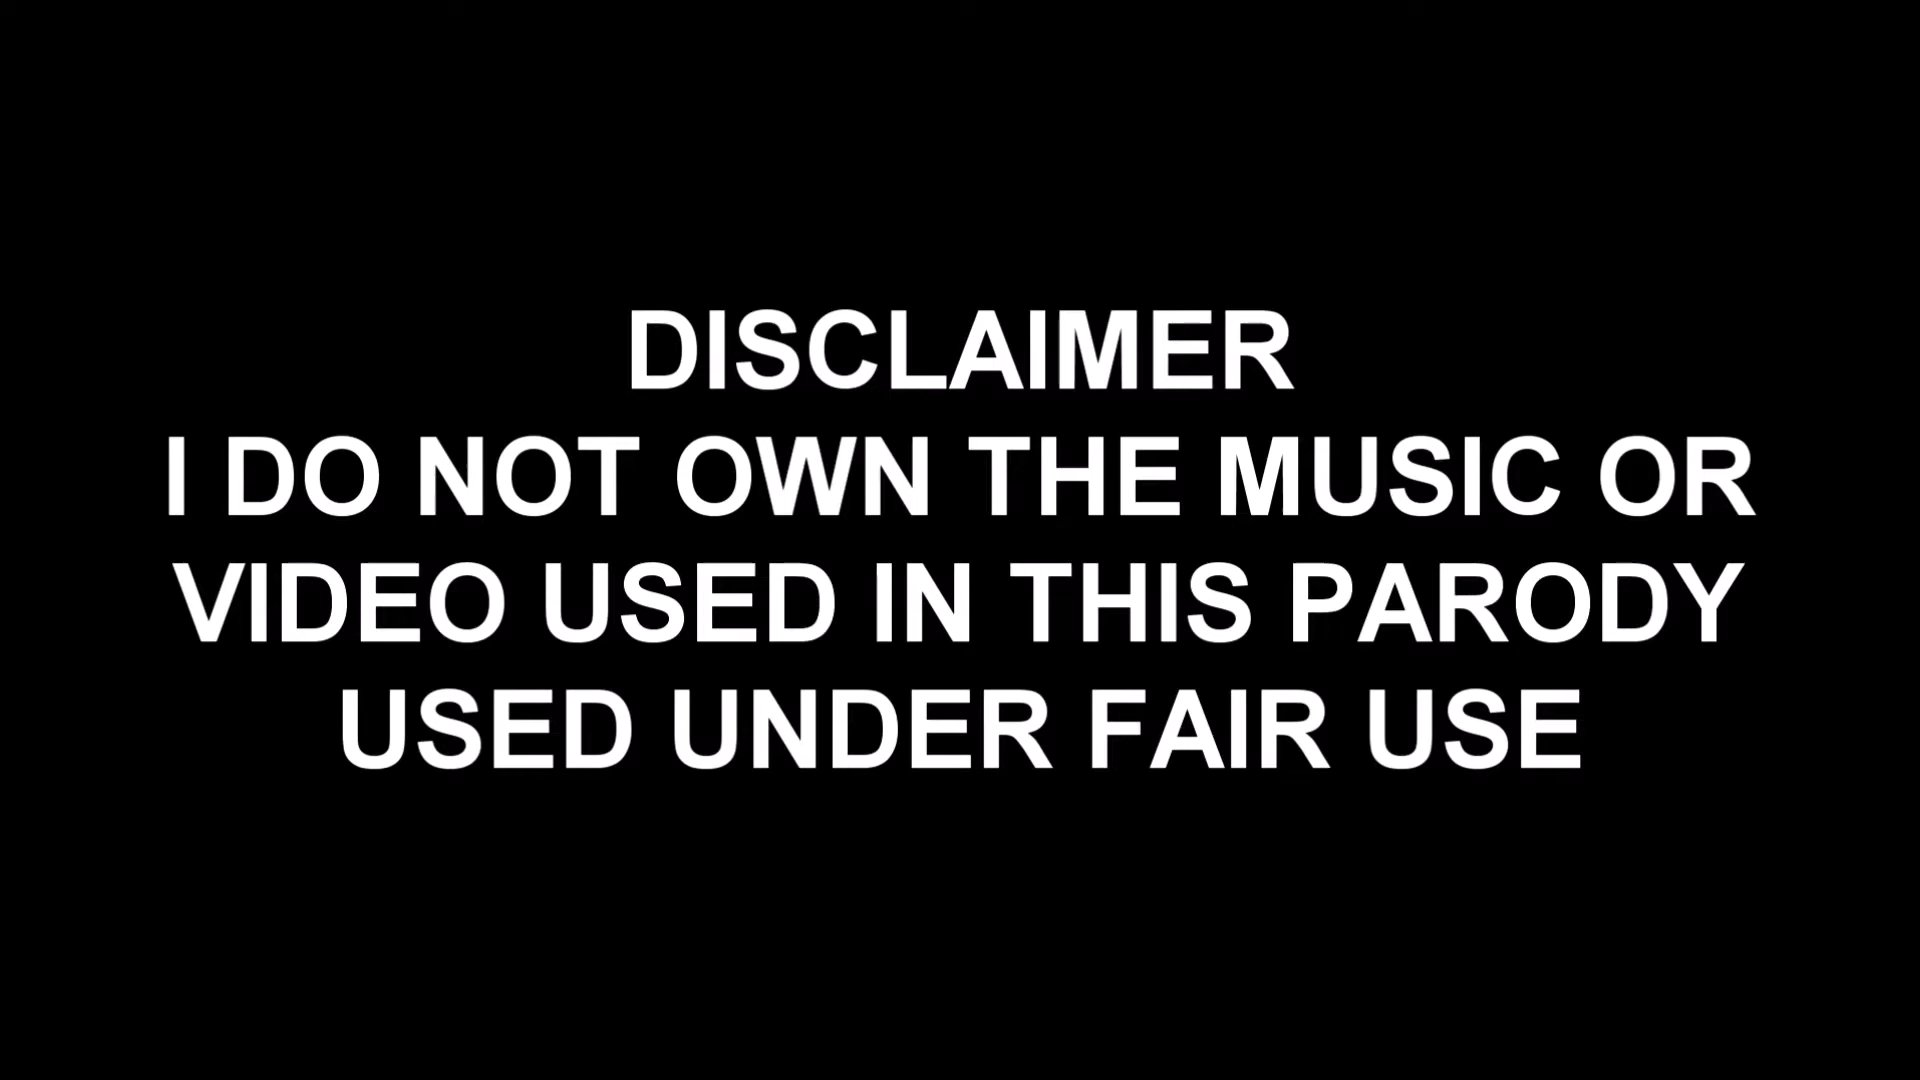 DISCLAIMER
I DO NOT OWN THE MUSIC OR
VIDEO USED IN THIS PARODY
USED UNDER FAIR USE